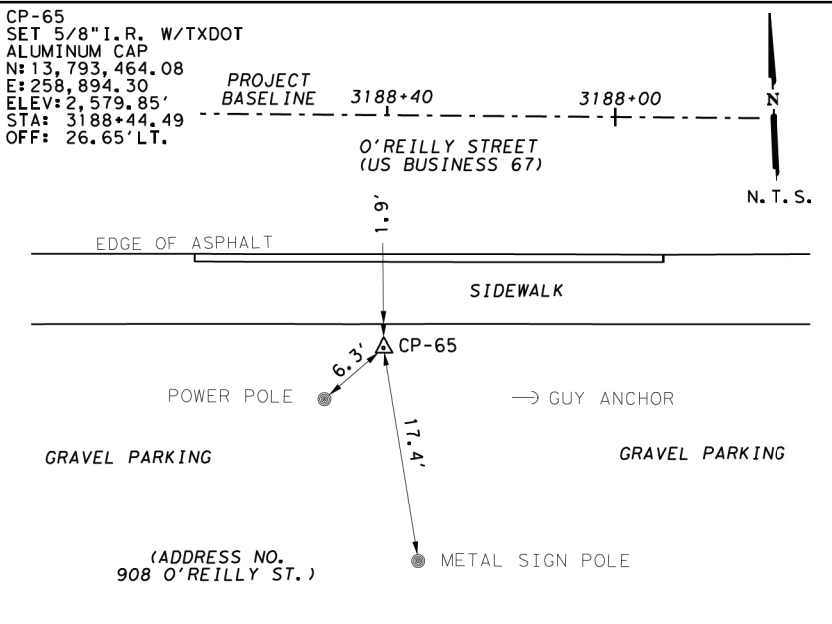 CP-65
SET 5/8"I.R. W/TXDOT
ALUMINUM CAP
N:13,793,464.08
E:258,894.30
ELEV:2,579.85'
STA: 3188+44.49
OFF: 26.65'LT.
PROJECT
BASELINE
3188+40
3188+00
N
N.T.S.
O'REILLY STREET
(US BUSINESS 67)
1.9'
EDGE OF ASPHALT
SIDEWALK
CP-65
6.3'
POWER POLE
GUY ANCHOR
17.4'
GRAVEL PARKING
GRAVEL PARKING
(ADDRESS NO.
908 O'REILLY ST.)
METAL SIGN POLE